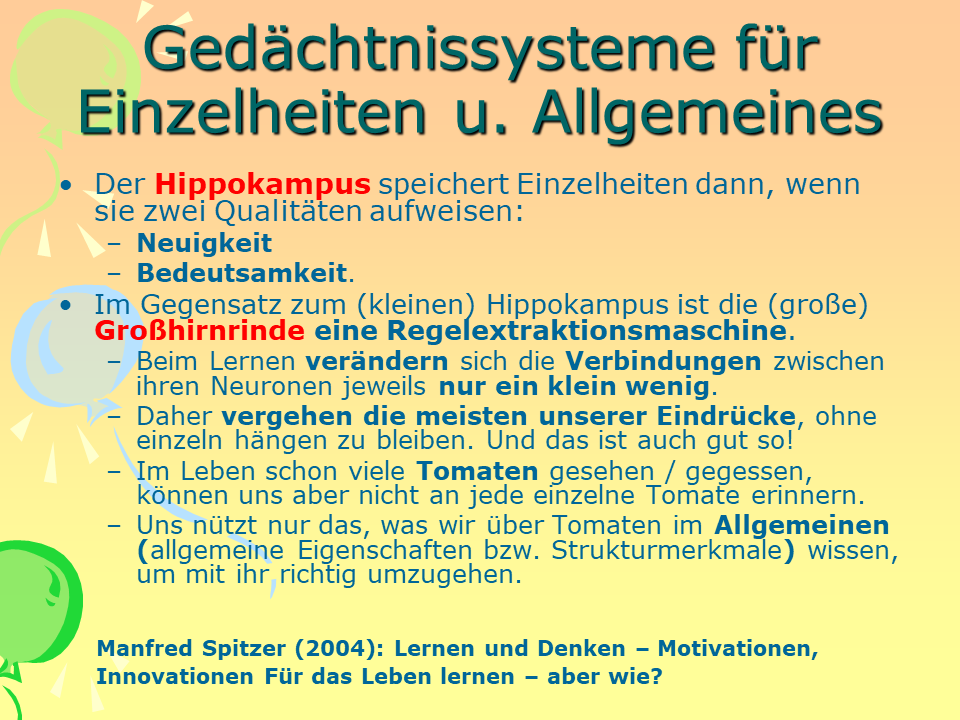 Gedächtnissysteme für
Einzelheiten u. Allgemeines
• Der Hippokampus speichert Einzelheiten dann, wenn
sie zwei Qualitäten aufweisen:
– Neuigkeit
– Bedeutsamkeit.
• Im Gegensatz zum (kleinen) Hippokampus ist die (große)
Großhirnrinde eine Regelextraktionsmaschine.
– Beim Lernen verändern sich die Verbindungen zwischen
ihren Neuronen jeweils nur ein klein wenig.
– Daher vergehen die meisten unserer Eindrücke, ohne
einzeln hängen zu bleiben. Und das ist auch gut so!
– Im Leben schon viele Tomaten gesehen / gegessen,
können uns aber nicht an jede einzelne Tomate erinnern.
– Uns nützt nur das, was wir über Tomaten im Allgemeinen
(allgemeine Eigenschaften bzw. Strukturmerkmale) wissen,
um mit ihr richtig umzugehen.
Manfred Spitzer (2004): Lernen und Denken – Motivationen,
Innovationen Für das Leben lernen – aber wie?